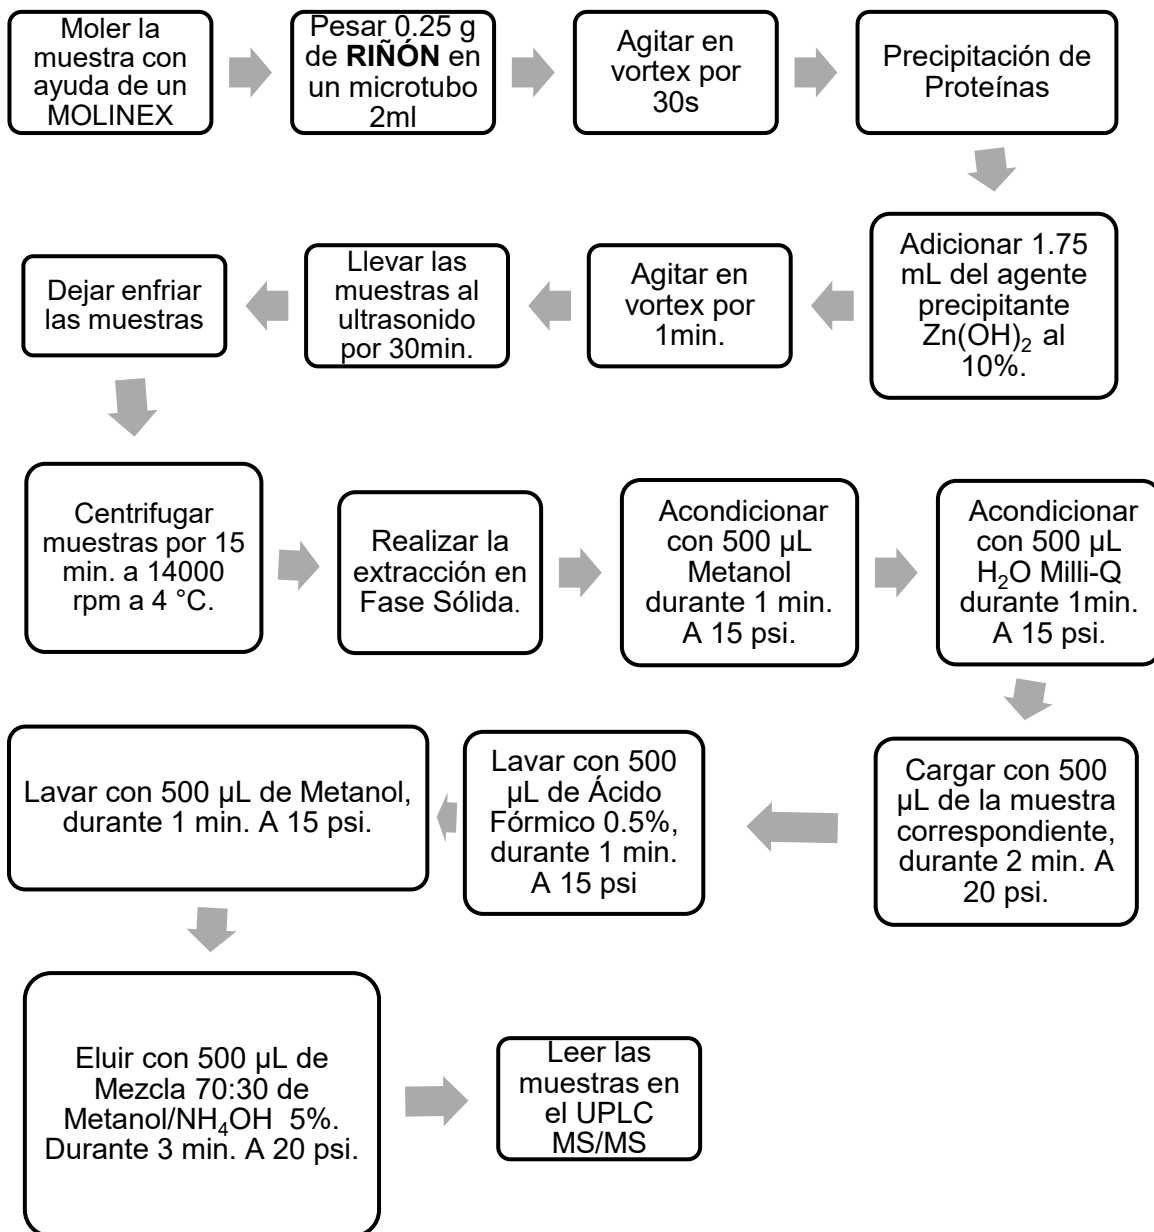 Moler la
muestra con
ayuda de un
MOLINEX
Pesar 0.25 g
de RIÑÓN en
un microtubo
2ml
Agitar en
vortex por
30s
Precipitación de
Proteínas
Adicionar 1.75
mL del agente
precipitante
Zn(OH)₂ al
10%.
Agitar en
vortex por
1min.
Llevar las
muestras al
ultrasonido
por 30min.
Dejar enfriar
las muestras
Centrifugar
muestras por 15
min. a 14000
rpm a 4 °C.
Realizar la
extracción en
Fase Sólida.
Acondicionar
con 500 µL
Metanol
durante 1 min.
A 15 psi.
Acondicionar
con 500 µL
H₂O Milli-Q
durante 1min.
A 15 psi.
Cargar con 500
µL de la muestra
correspondiente,
durante 2 min. A
20 psi.
Lavar con 500
µL de Ácido
Fórmico 0.5%,
durante 1 min.
A 15 psi
Lavar con 500 µL de Metanol,
durante 1 min. A 15 psi.
Eluir con 500 µL de
Mezcla 70:30 de
Metanol/NH₄OH 5%.
Durante 3 min. A 20 psi.
Leer las
muestras en
el UPLC
MS/MS